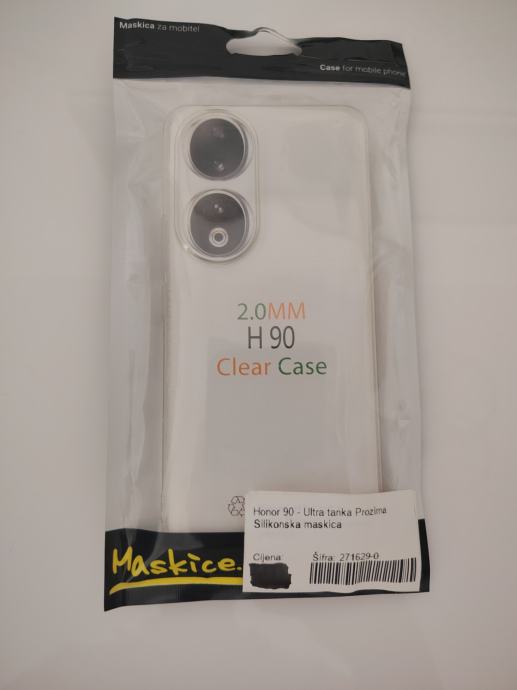 Maskica za mobitel
Case for mobile phone
2.0MM
H 90
Clear Case
Honor 90 - Ultra tanka Prozirna
Silikonska maskica
Cijena:
Šifra: 271629-0
Maskice.